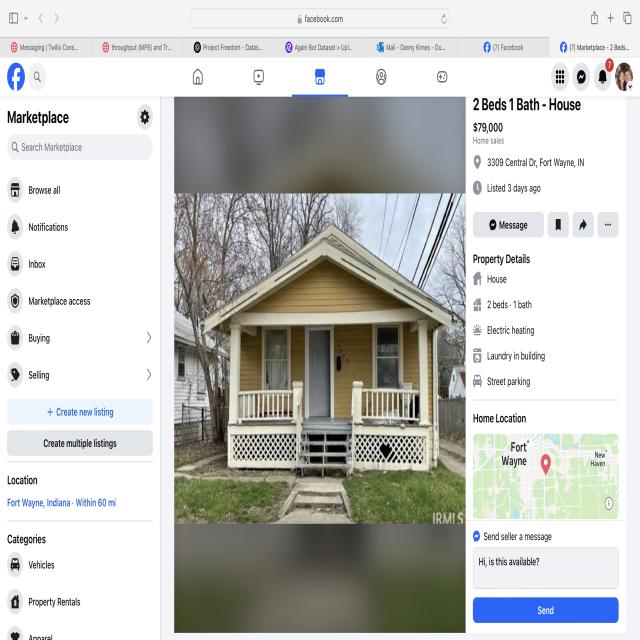 facebook.com
Messaging | Twilio Cons...
throughput (MPS) and Tr...
Project Freedom - Datas...
Again Bot Dataset > Upl...
Mail - Danny Kimes - Ou...
(7) Facebook
(7) Marketplace - 2 Beds...
7
Marketplace
Search Marketplace
Browse all
Notifications
Inbox
Marketplace access
Buying
Selling
+ Create new listing
Create multiple listings
Location
Fort Wayne, Indiana · Within 60 mi
Categories
Vehicles
Property Rentals
Apparel
IRMLS
2 Beds 1 Bath - House
$79,000
Home sales
3309 Central Dr, Fort Wayne, IN
Listed 3 days ago
Message
Property Details
House
2 beds · 1 bath
Electric heating
Laundry in building
Street parking
Home Location
Fort
Wayne
New
Haven
Send seller a message
Hi, is this available?
Send